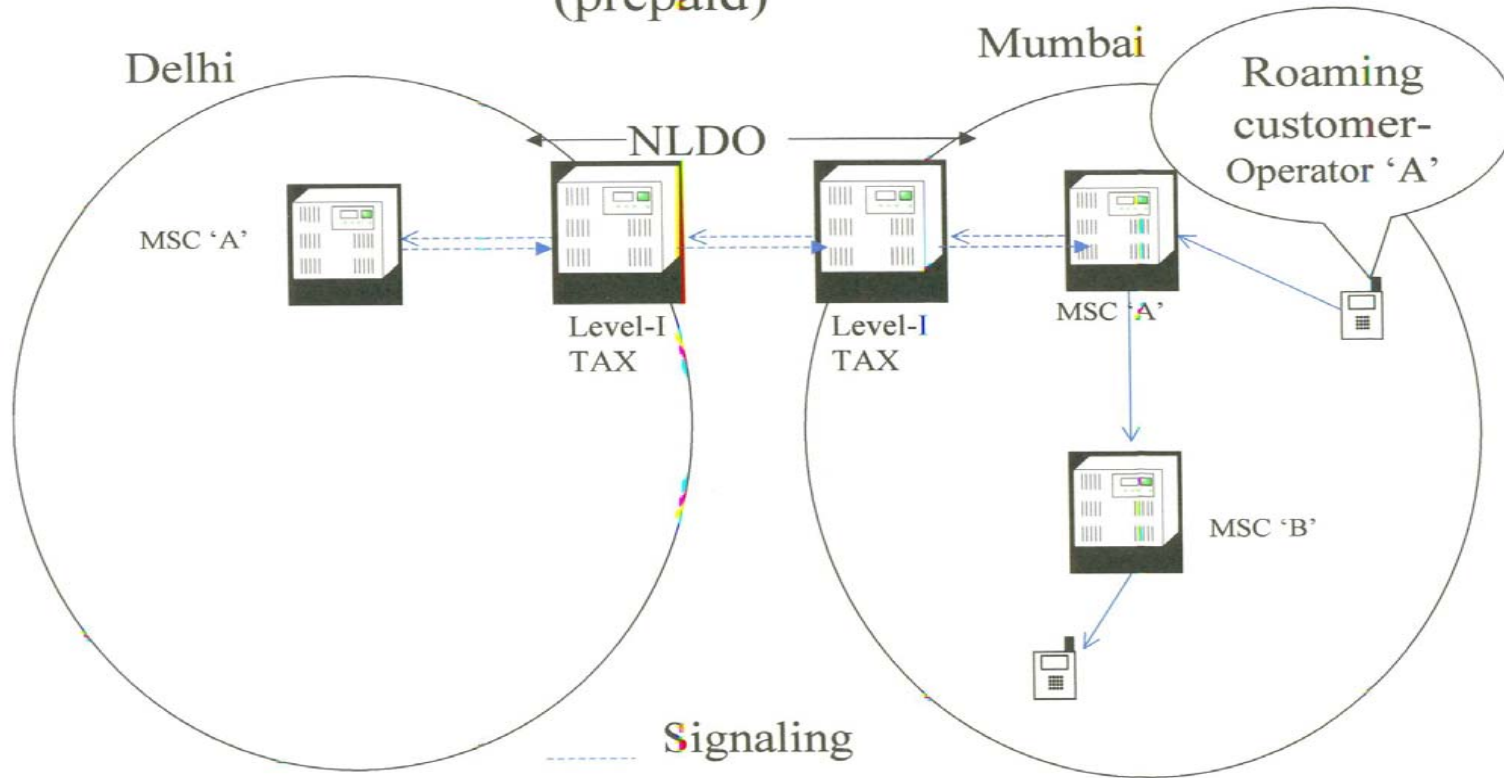 (prepaid)
Delhi
Mumbai
Roaming
customer-
Operator ‘A’
NLDO
MSC ‘A’
Level-I
TAX
Level-I
TAX
MSC ‘A’
MSC ‘B’
Signaling